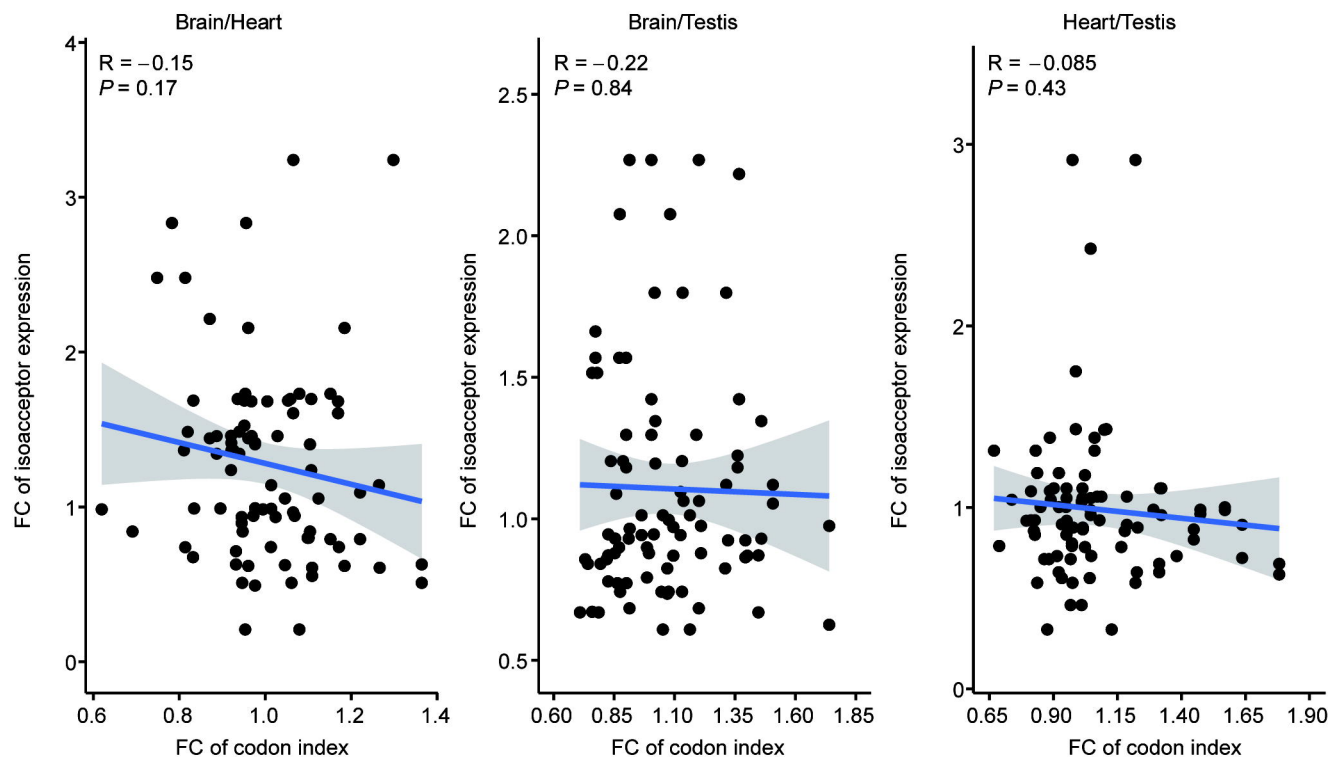 Brain/Heart
R = −0.15
P = 0.17
4
3
2
1
0
FC of isoacceptor expression
0.6 0.8 1.0 1.2 1.4
FC of codon index
Brain/Testis
R = −0.22
P = 0.84
2.5
2.0
1.5
1.0
0.5
FC of isoacceptor expression
0.60 0.85 1.10 1.35 1.60 1.85
FC of codon index
Heart/Testis
R = −0.085
P = 0.43
3
2
1
0
FC of isoacceptor expression
0.65 0.90 1.15 1.40 1.65 1.90
FC of codon index